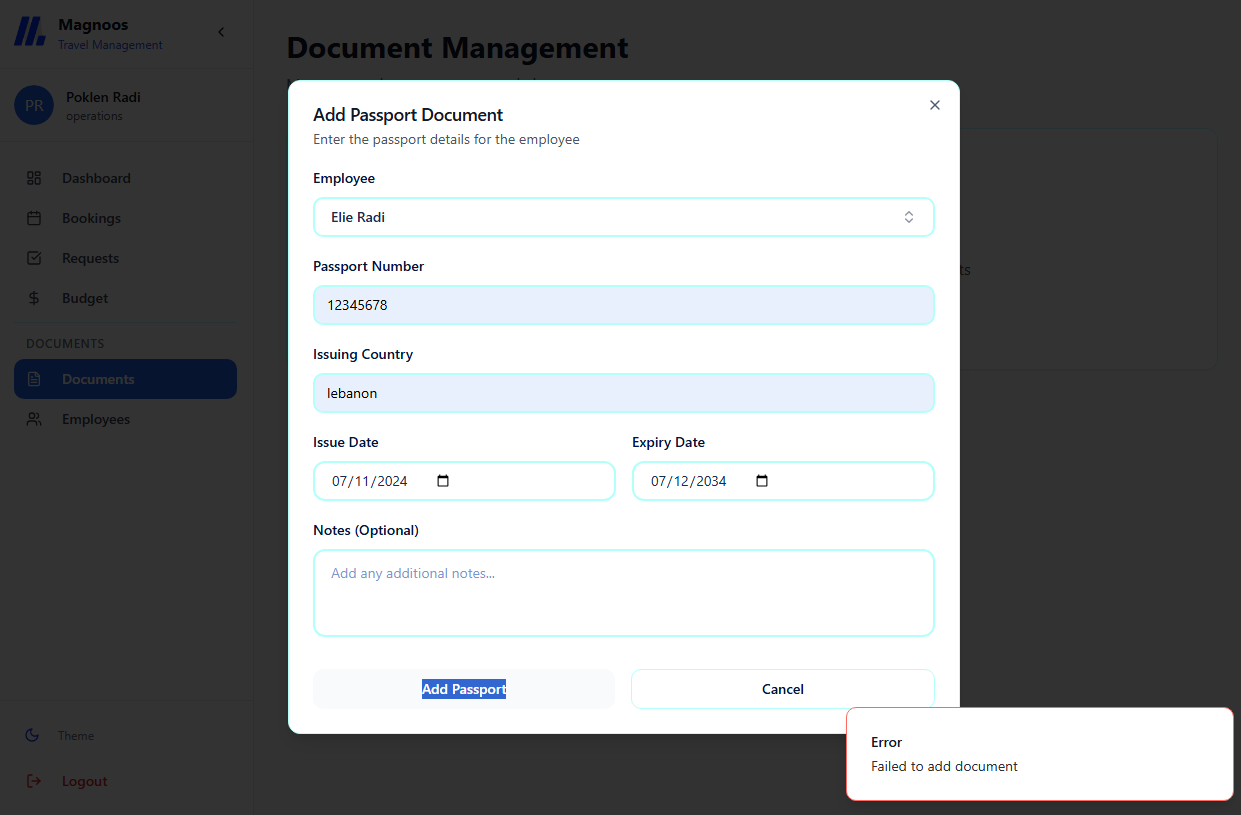 Magnoos
Travel Management
PR
Poklen Radi
operations
Dashboard
Bookings
Requests
Budget
DOCUMENTS
Documents
Employees
Theme
Logout
Document Management
Add Passport Document
Enter the passport details for the employee
Employee
Elie Radi
Passport Number
12345678
Issuing Country
lebanon
Issue Date
Expiry Date
07/11/2024
07/12/2034
Notes (Optional)
Add any additional notes...
Add Passport
Cancel
Error
Failed to add document